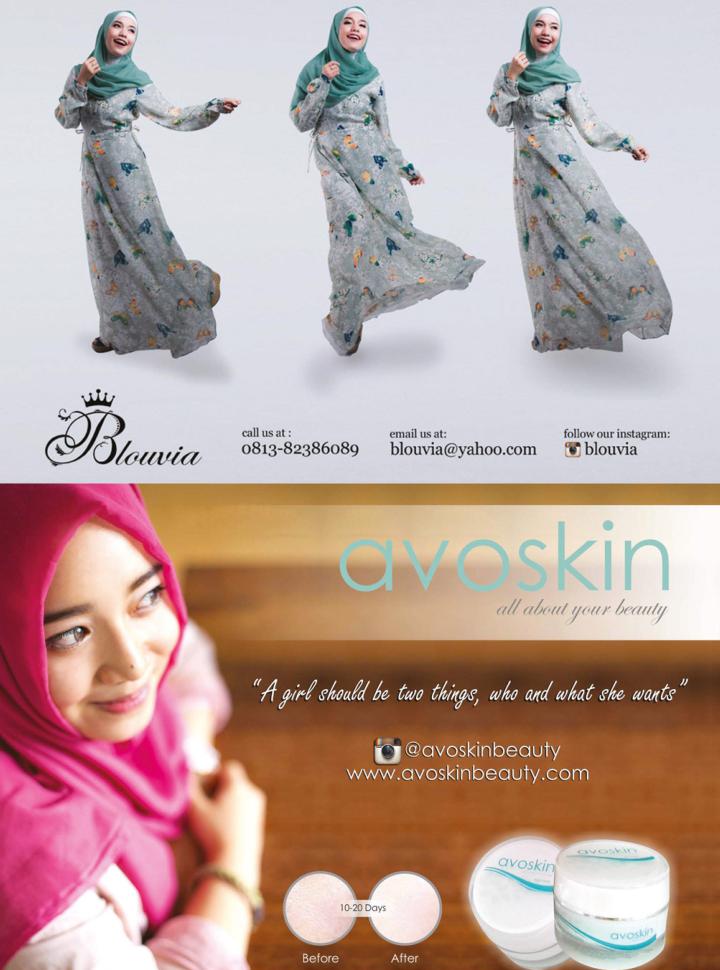 Blouvia
call us at :
0813-82386089
email us at:
blouvia@yahoo.com
follow our instagram:
blouvia
avoskin
all about your beauty
“A girl should be two things, who and what she wants”
@avoskinbeauty
www.avoskinbeauty.com
10-20 Days
Before
After
avoskin
avoskin
avoskin